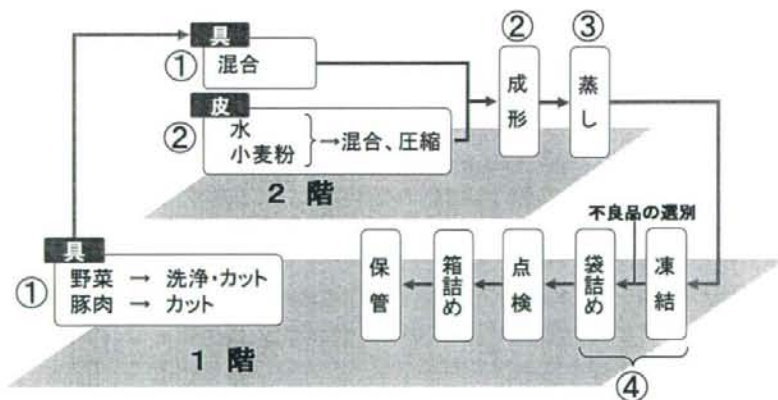 具
① 混合
皮
② 水
小麦粉
→混合、圧縮
② 成形
③ 蒸し
2 階
具
① 野菜 → 洗浄・カット
豚肉 → カット
不良品の選別
凍結
袋詰め
④
点検
箱詰め
保管
1 階